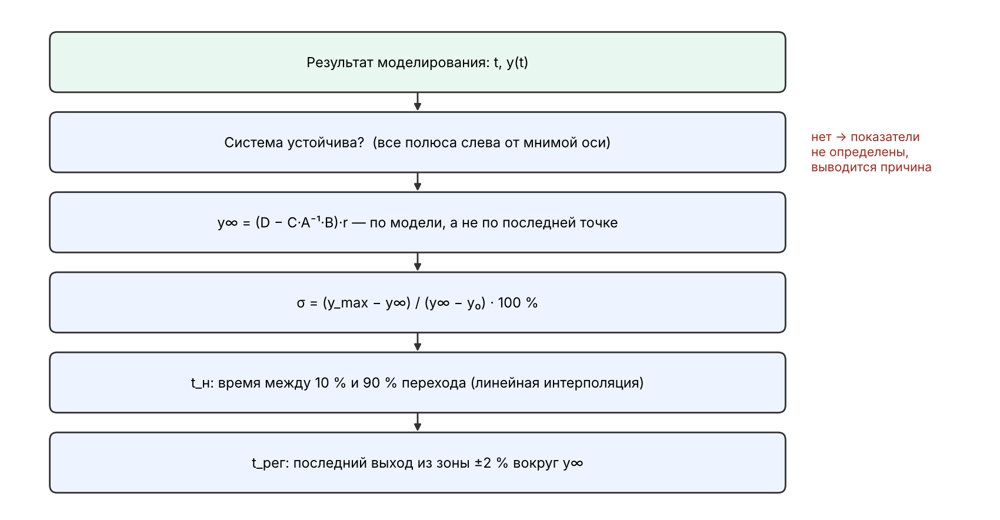 Результат моделирования: t, y(t)
Система устойчива?  (все полюса слева от мнимой оси)
нет → показатели
не определены,
выводится причина
y∞ = (D − C·A⁻¹·B)·r — по модели, а не по последней точке
σ = (y_max − y∞) / (y∞ − y₀) · 100 %
t_н: время между 10 % и 90 % перехода (линейная интерполяция)
t_рег: последний выход из зоны ±2 % вокруг y∞